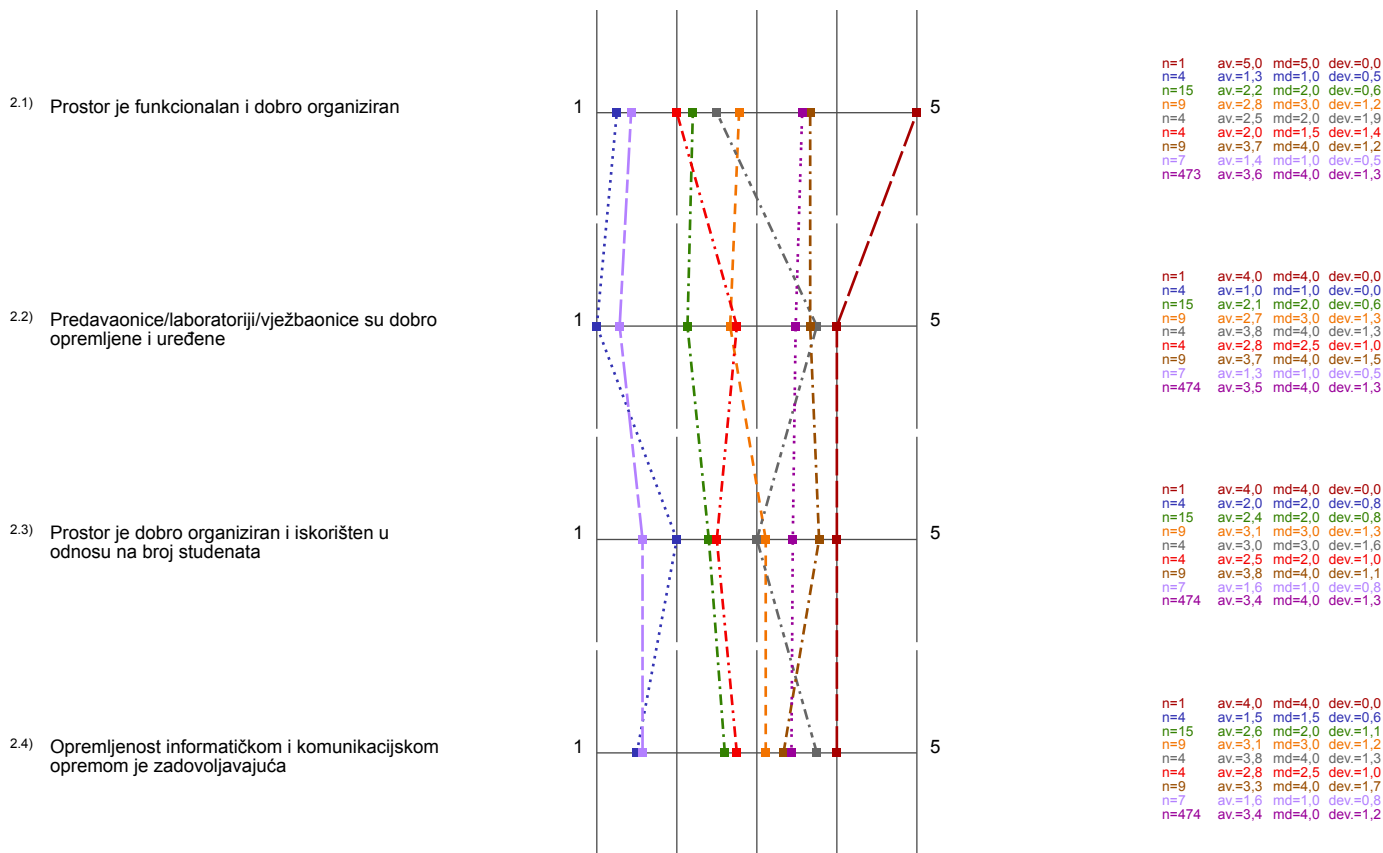 2.1) Prostor je funkcionalan i dobro organiziran
1
5
n=1 av.=5,0 md=5,0 dev.=0,0
n=4 av.=1,3 md=1,0 dev.=0,5
n=15 av.=2,2 md=2,0 dev.=0,6
n=9 av.=2,8 md=3,0 dev.=1,2
n=4 av.=2,5 md=2,0 dev.=1,9
n=4 av.=2,0 md=1,5 dev.=1,4
n=9 av.=3,7 md=4,0 dev.=1,2
n=7 av.=1,4 md=1,0 dev.=0,5
n=473 av.=3,6 md=4,0 dev.=1,3
2.2) Predavaonice/laboratoriji/vježbaonice su dobro
opremljene i uređene
1
5
n=1 av.=4,0 md=4,0 dev.=0,0
n=4 av.=1,0 md=1,0 dev.=0,0
n=15 av.=2,1 md=2,0 dev.=0,6
n=9 av.=2,7 md=3,0 dev.=1,3
n=4 av.=3,8 md=4,0 dev.=1,3
n=4 av.=2,8 md=2,5 dev.=1,0
n=9 av.=3,7 md=4,0 dev.=1,5
n=7 av.=1,3 md=1,0 dev.=0,5
n=474 av.=3,5 md=4,0 dev.=1,3
2.3) Prostor je dobro organiziran i iskorišten u
odnosu na broj studenata
1
5
n=1 av.=4,0 md=4,0 dev.=0,0
n=4 av.=2,0 md=2,0 dev.=0,8
n=15 av.=2,4 md=2,0 dev.=0,8
n=9 av.=3,1 md=3,0 dev.=1,3
n=4 av.=3,0 md=3,0 dev.=1,6
n=4 av.=2,5 md=2,0 dev.=1,0
n=9 av.=3,8 md=4,0 dev.=1,1
n=7 av.=1,6 md=1,0 dev.=0,8
n=474 av.=3,4 md=4,0 dev.=1,3
2.4) Opremljenost informatičkom i komunikacijskom
opremom je zadovoljavajuća
1
5
n=1 av.=4,0 md=4,0 dev.=0,0
n=4 av.=1,5 md=1,5 dev.=0,6
n=15 av.=2,6 md=2,0 dev.=1,1
n=9 av.=3,1 md=3,0 dev.=1,2
n=4 av.=3,8 md=4,0 dev.=1,3
n=4 av.=2,8 md=2,5 dev.=1,0
n=9 av.=3,3 md=4,0 dev.=1,7
n=7 av.=1,6 md=1,0 dev.=0,8
n=474 av.=3,4 md=4,0 dev.=1,2